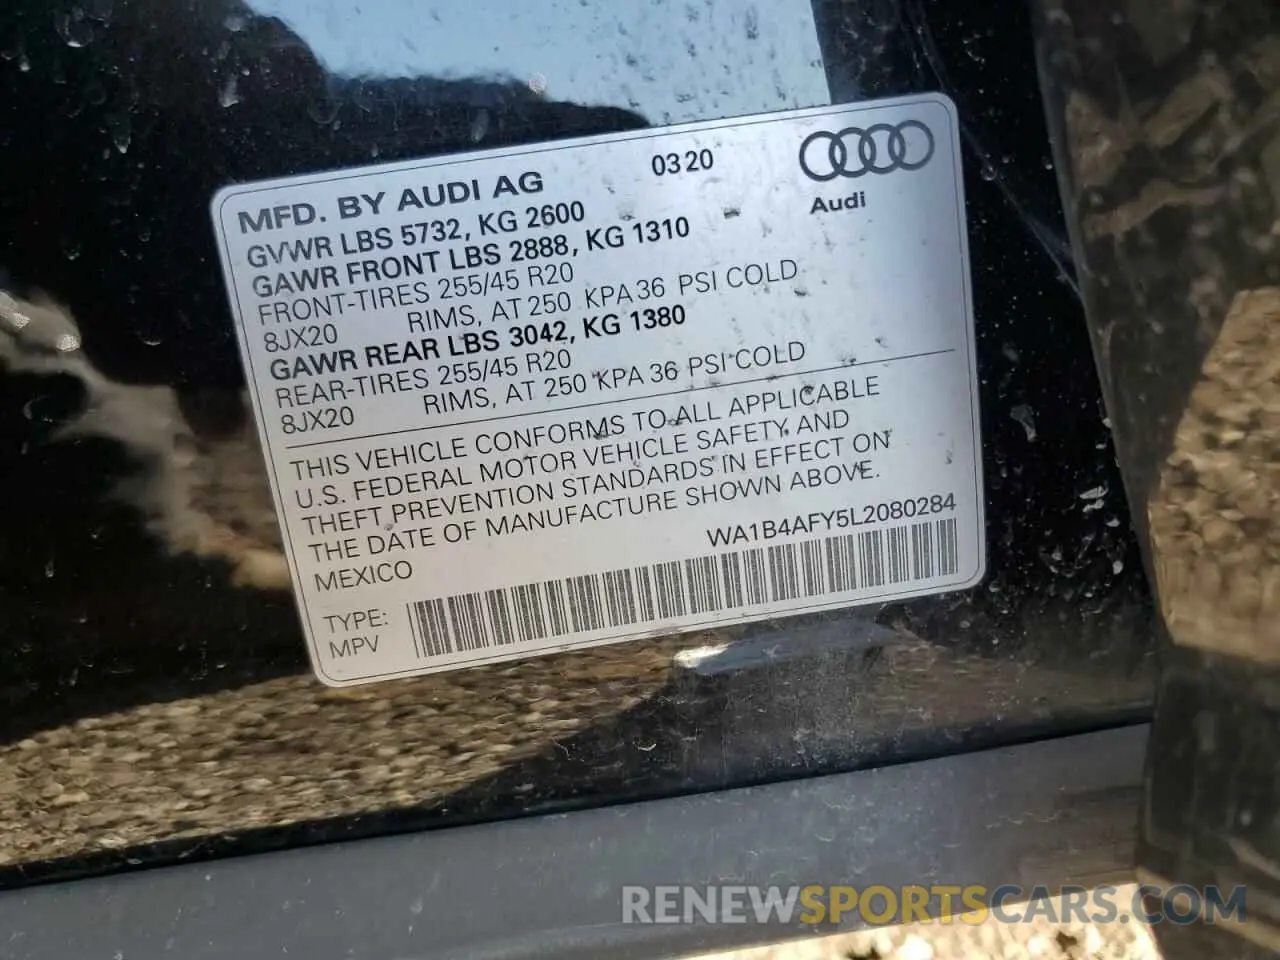 MFD. BY AUDI AG 03 20
Audi
GVWR LBS 5732, KG 2600
GAWR FRONT LBS 2888, KG 1310
FRONT-TIRES 255/45 R20
8JX20 RIMS, AT 250 KPA 36 PSI COLD
GAWR REAR LBS 3042, KG 1380
REAR-TIRES 255/45 R20
8JX20 RIMS, AT 250 KPA 36 PSI COLD
THIS VEHICLE CONFORMS TO ALL APPLICABLE
U.S. FEDERAL MOTOR VEHICLE SAFETY AND
THEFT PREVENTION STANDARDS IN EFFECT ON
THE DATE OF MANUFACTURE SHOWN ABOVE.
MEXICO WA1B4AFY5L2080284
TYPE:
MPV
RENEWSPORTSCARS.COM